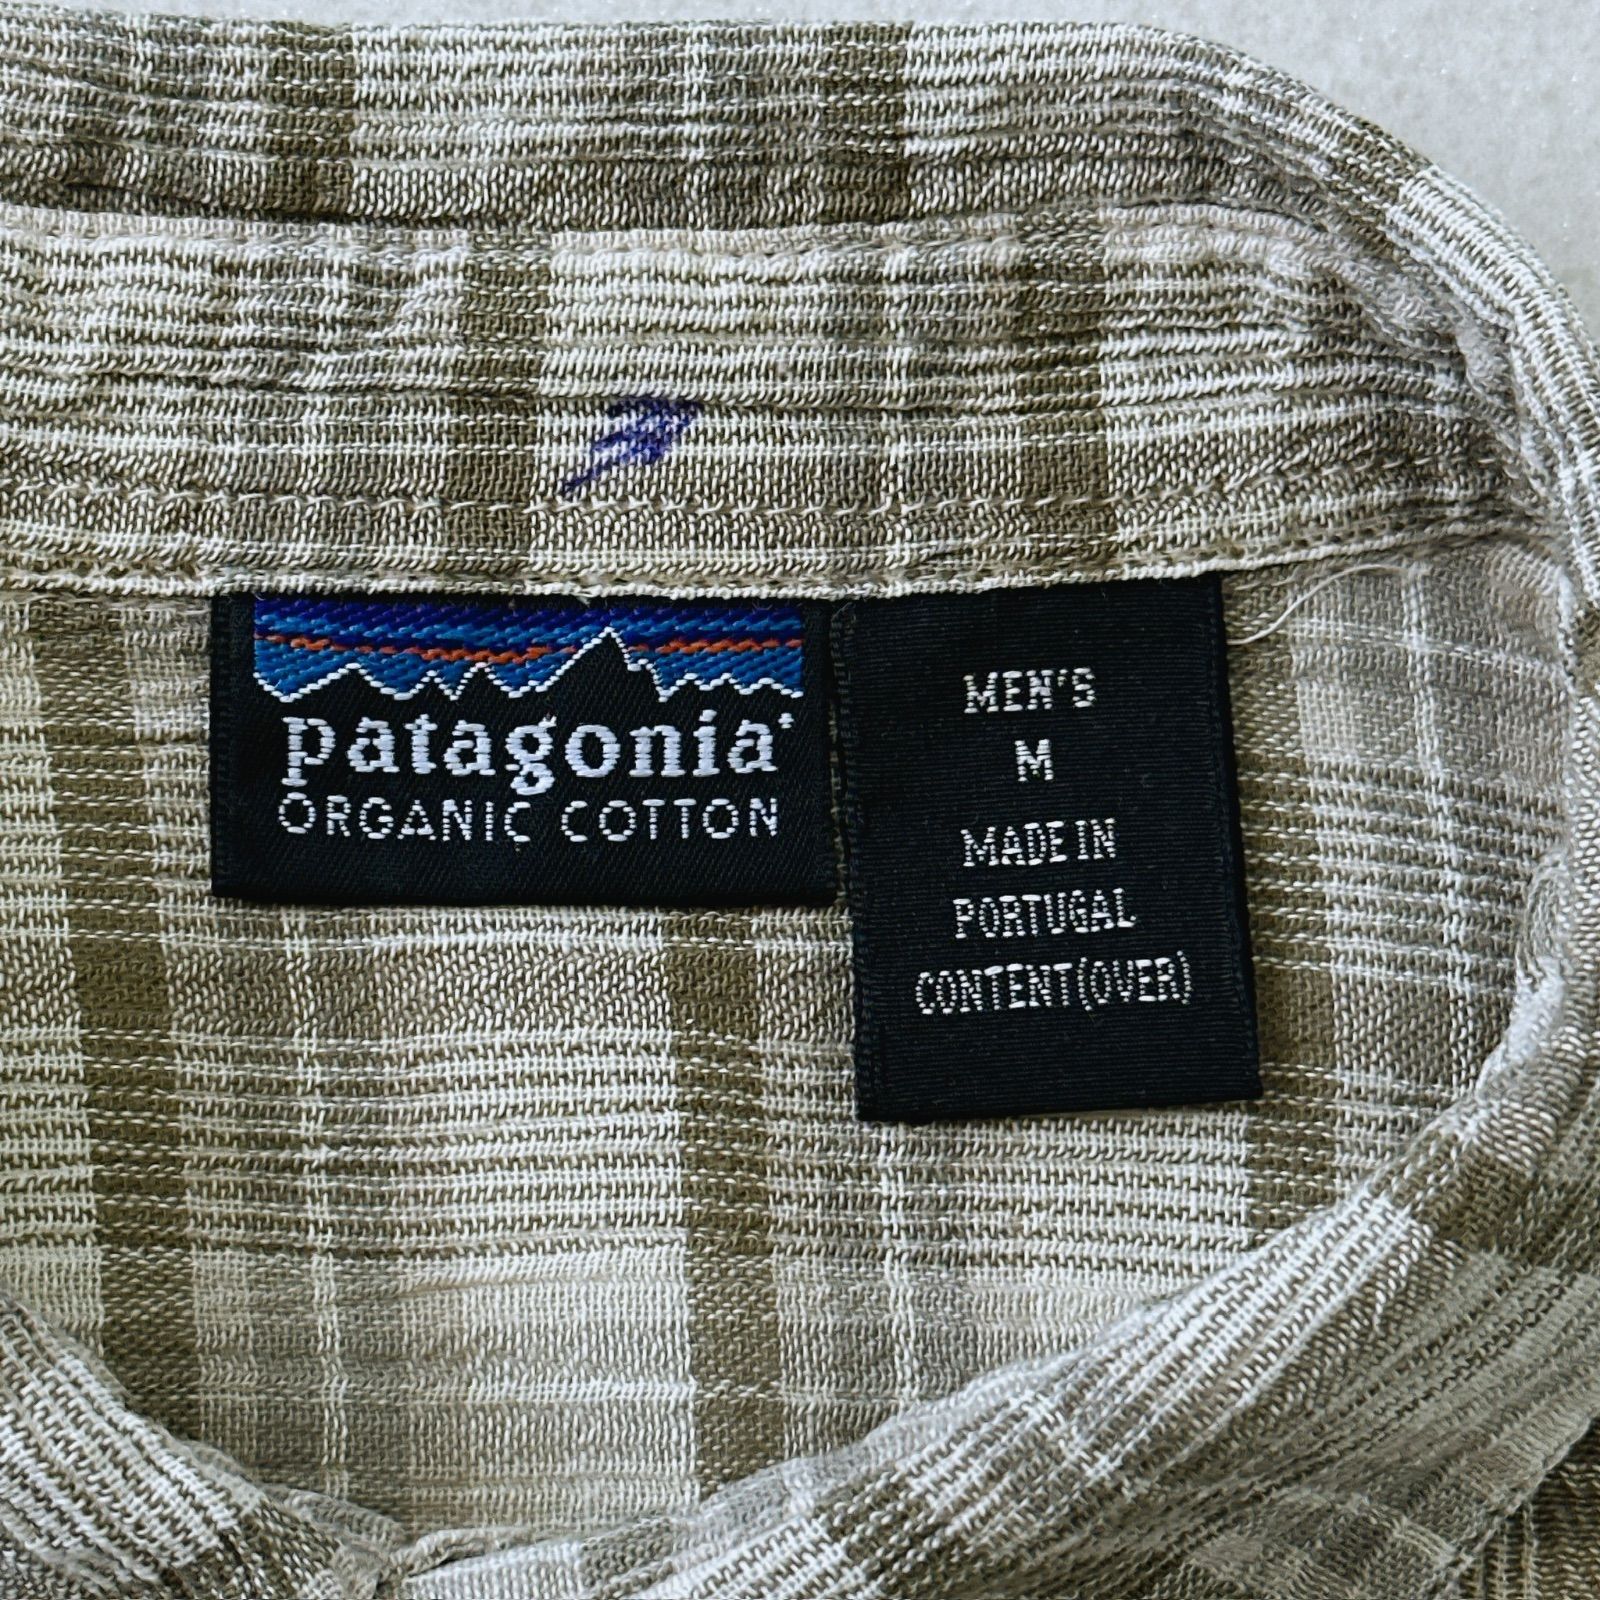 patagonia
ORGANIC COTTON
MEN'S
M
MADE IN
PORTUGAL
CONTENT(OVER)